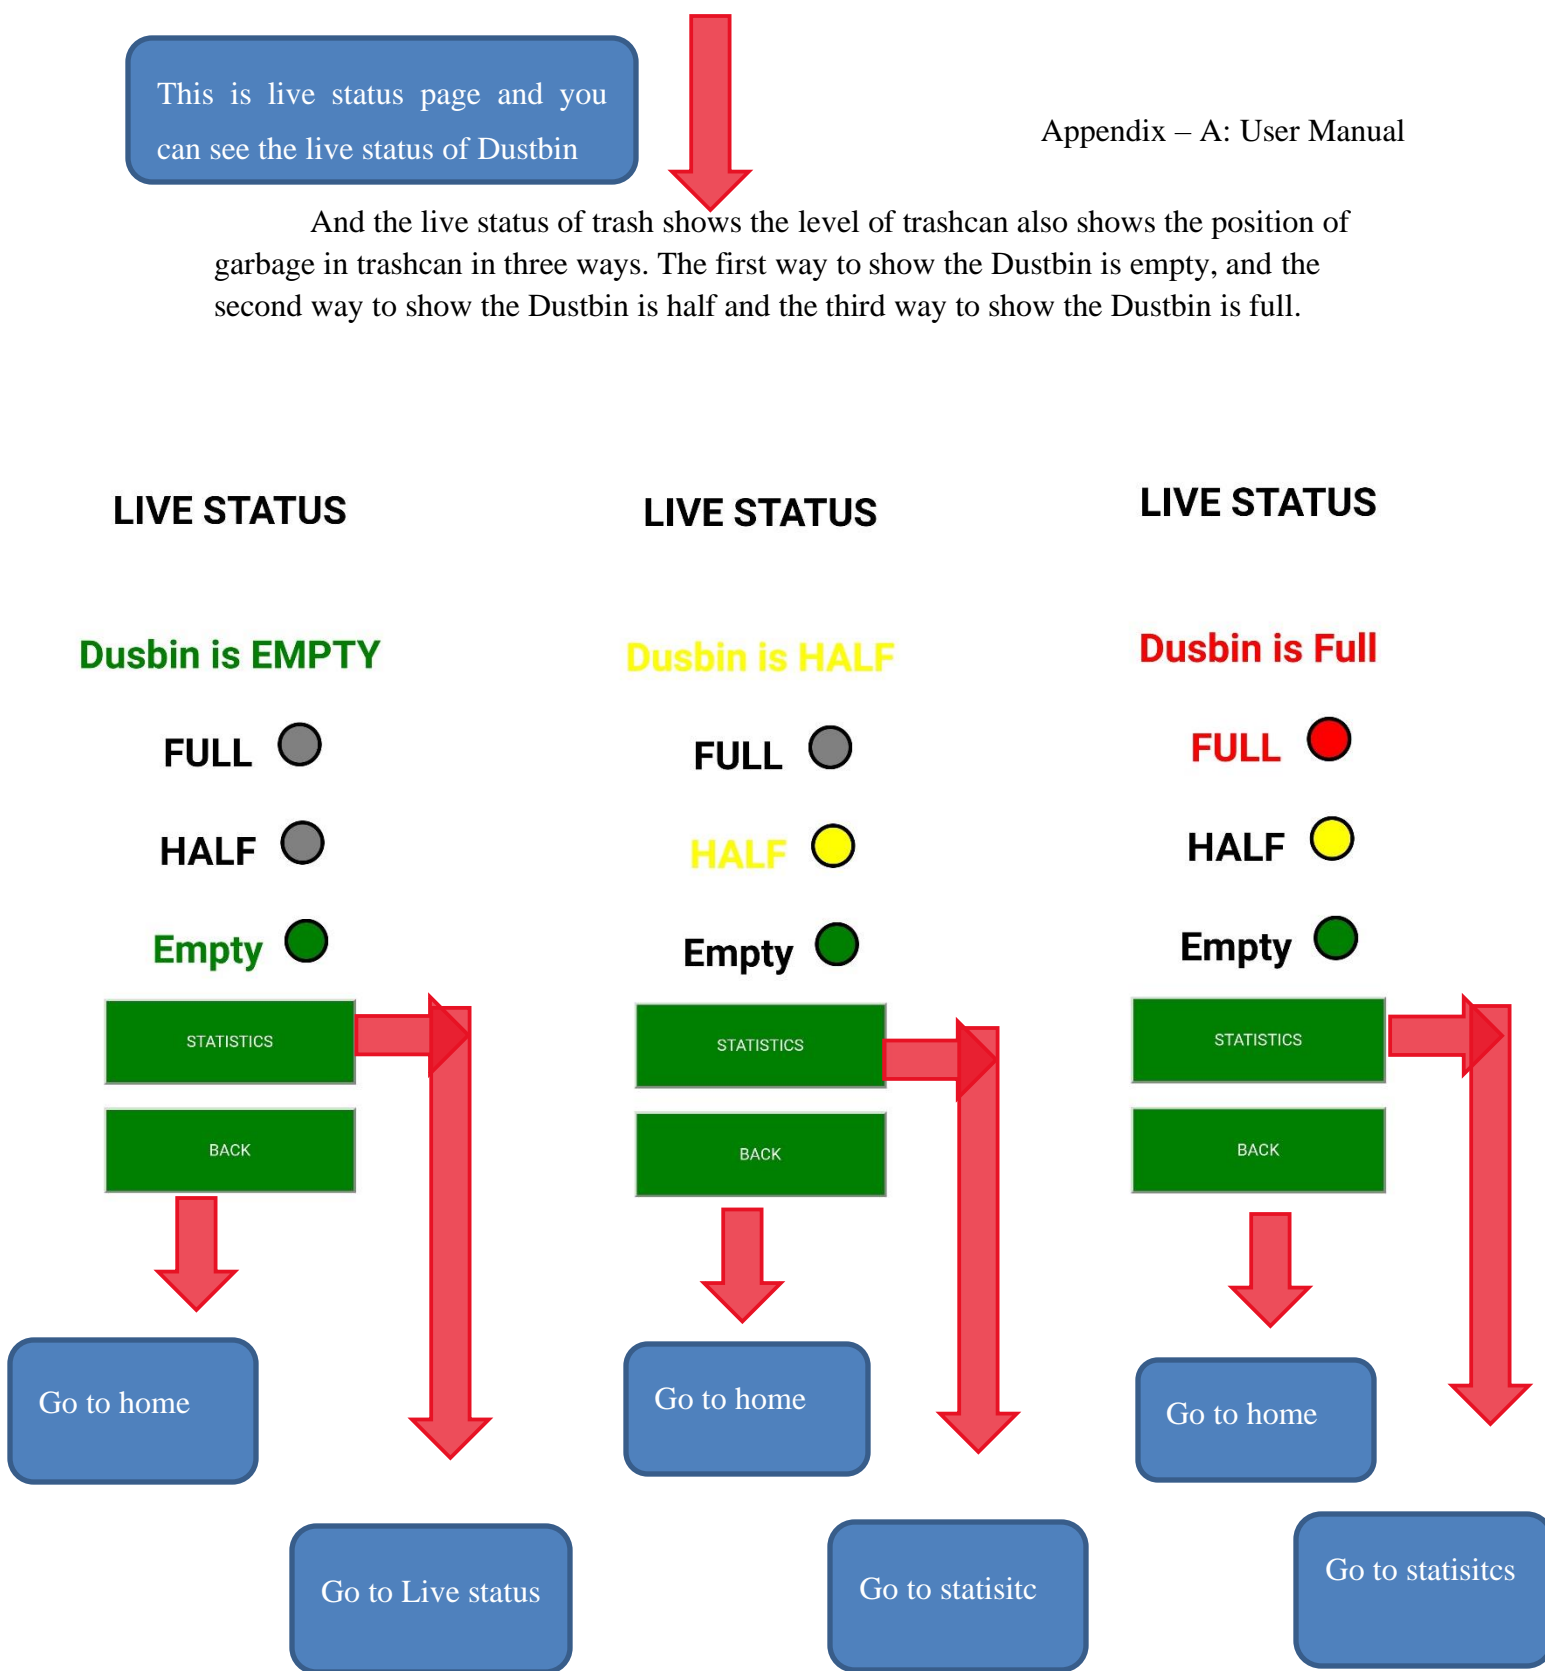 This is live status page and you
can see the live status of Dustbin
Appendix – A: User Manual
And the live status of trash shows the level of trashcan also shows the position of
garbage in trashcan in three ways. The first way to show the Dustbin is empty, and the
second way to show the Dustbin is half and the third way to show the Dustbin is full.
LIVE STATUS
Dusbin is EMPTY
FULL
HALF
Empty
STATISTICS
BACK
Go to home
Go to Live status
LIVE STATUS
Dusbin is HALF
FULL
HALF
Empty
STATISTICS
BACK
Go to home
Go to statisitc
LIVE STATUS
Dusbin is Full
FULL
HALF
Empty
STATISTICS
BACK
Go to home
Go to statisitcs